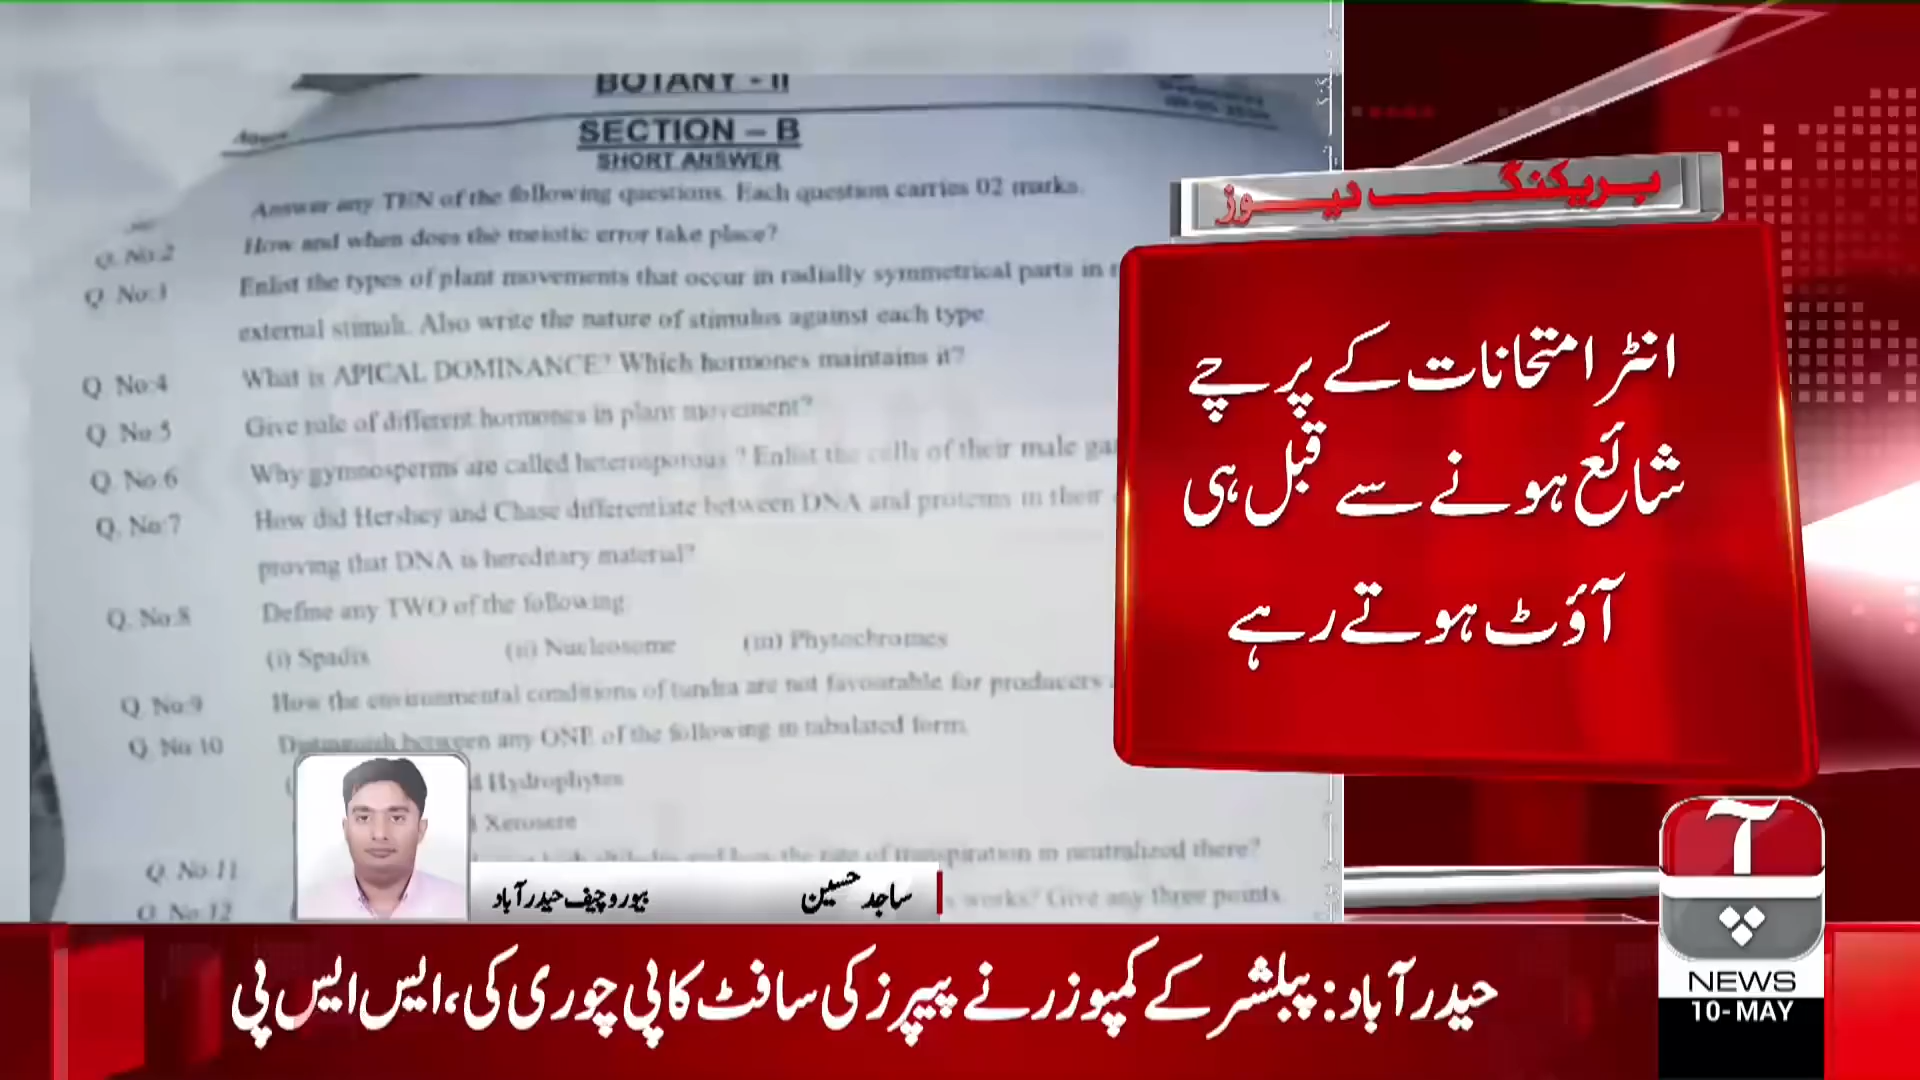 BOTANY - II
SECTION – B
SHORT ANSWER
Answer any TEN of the following questions. Each question carries 02 marks.
Q. No:2 How and when does the meiotic error take place?
Q. No:3 Enlist the types of plant movements that occur in radially symmetrical parts in
external stimuli. Also write the nature of stimulus against each type
Q. No:4 What is APICAL DOMINANCE? Which hormones maintains it?
Q. No:5 Give role of different hormones in plant movement?
Q. No:6 Why gymnosperms are called heterosporous ? Enlist the cells of their male
Q. No:7 How did Hershey and Chase differentiate between DNA and proteins in their
proving that DNA is hereditary material?
Q. No:8 Define any TWO of the following
(i) Spadix (ii) Nucleosome (iii) Phytochromes
Q. No:9 How the environmental conditions of tundra are not favourable for producers
Q. No:10 Distinguish between any ONE of the following in tabulated form.
Hydrophytes
Xerosere
Q. No.11 the rate of transpiration in neutralized there?
Q. No.12 works? Give any three points.
بریکنگ نیوز
انٹر امتحانات کے پرچے
شائع ہونے سے قبل ہی
آؤٹ ہوتے رہے
ساجد حسین بیورو چیف حیدرآباد
حیدرآباد: پبلشر کے کمپوزر نے پیپرز کی سافٹ کاپی چوری کی، ایس ایس پی
آپ
NEWS
10-MAY